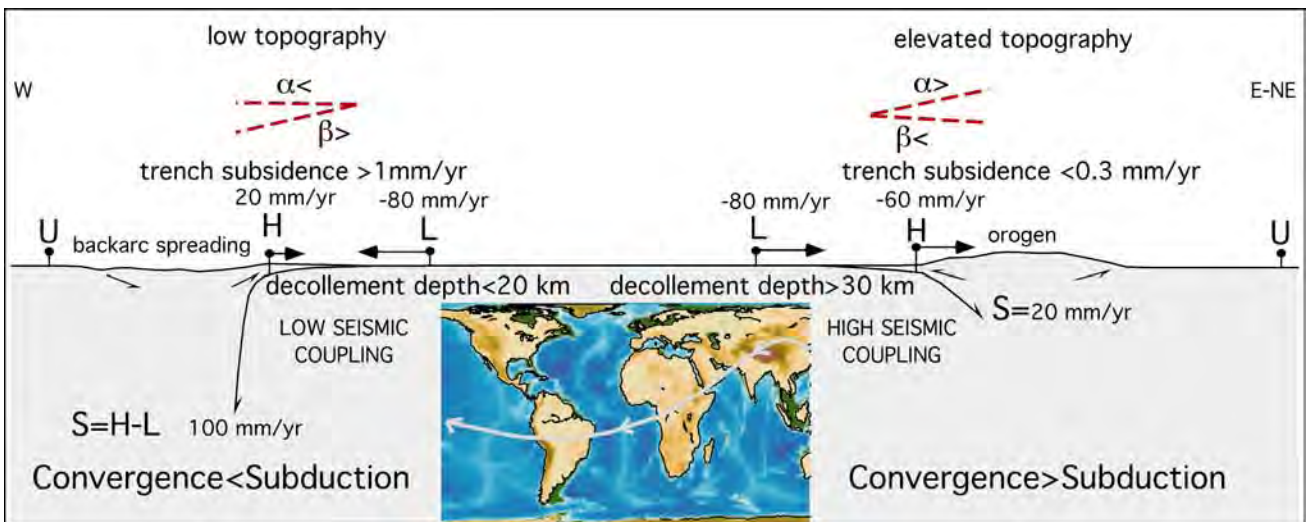 low topography
elevated topography
W
α<
β>
α>
β<
E-NE
trench subsidence >1mm/yr
trench subsidence <0.3 mm/yr
20 mm/yr
-80 mm/yr
-80 mm/yr
-60 mm/yr
U
backarc spreading
H
L
L
H
orogen
U
decollement depth<20 km
decollement depth>30 km
S=20 mm/yr
LOW SEISMIC
COUPLING
HIGH SEISMIC
COUPLING
S=H-L 100 mm/yr
Convergence<Subduction
Convergence>Subduction